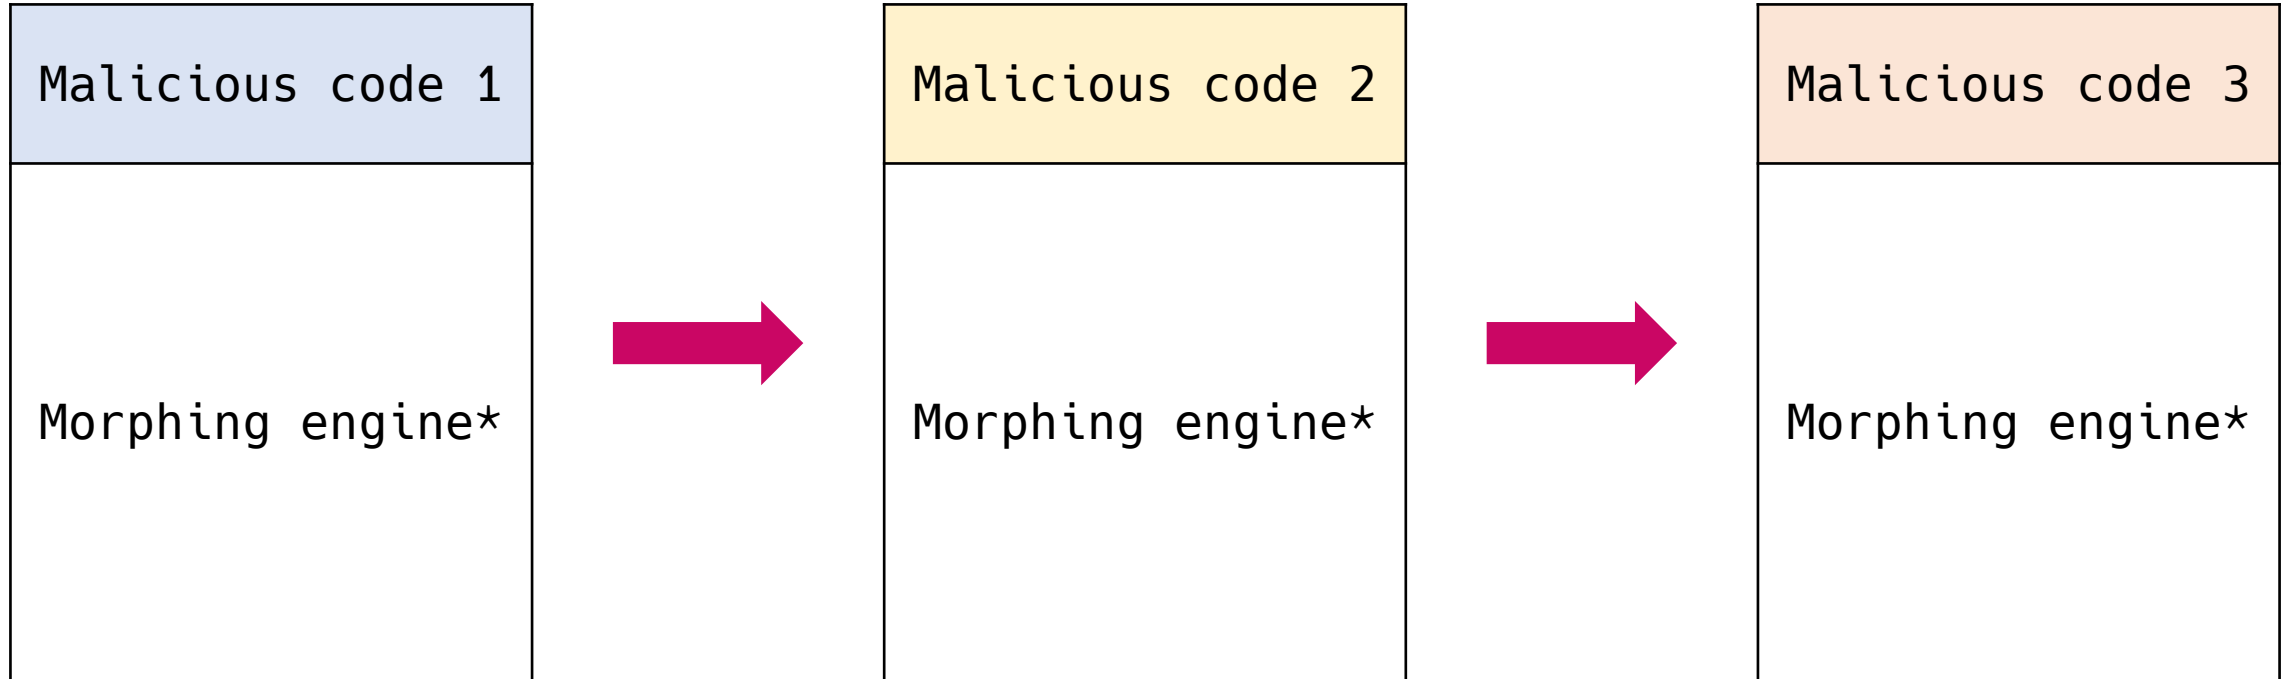 Malicious code 1
Malicious code 2
Malicious code 3
Morphing engine*
Morphing engine*
Morphing engine*